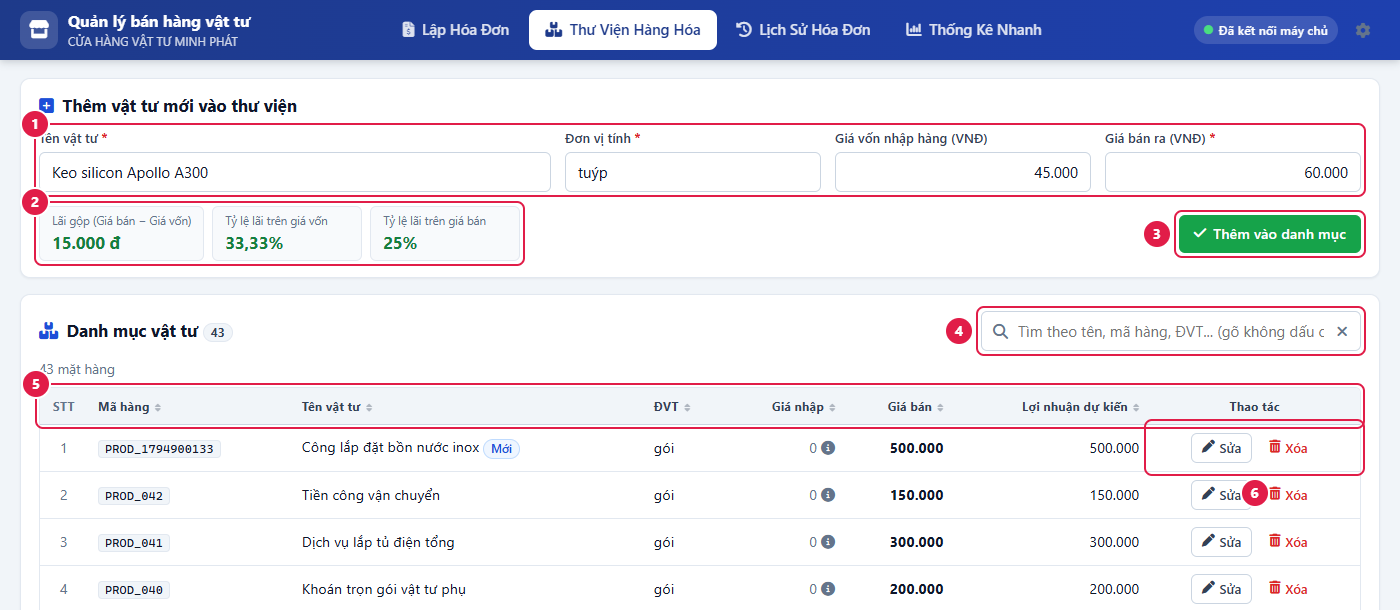 Quản lý bán hàng vật tư
CỬA HÀNG VẬT TƯ MINH PHÁT
Lập Hóa Đơn
Thư Viện Hàng Hóa
Lịch Sử Hóa Đơn
Thống Kê Nhanh
Đã kết nối máy chủ
Thêm vật tư mới vào thư viện
1
ên vật tư *
Đơn vị tính *
Giá vốn nhập hàng (VNĐ)
Giá bán ra (VNĐ) *
Keo silicon Apollo A300
tuýp
45.000
60.000
2
Lãi gộp (Giá bán – Giá vốn)
Tỷ lệ lãi trên giá vốn
Tỷ lệ lãi trên giá bán
15.000 đ
33,33%
25%
3
Thêm vào danh mục
Danh mục vật tư 43
4
Tìm theo tên, mã hàng, ĐVT... (gõ không dấu c
43 mặt hàng
5
STT Mã hàng Tên vật tư ĐVT Giá nhập Giá bán Lợi nhuận dự kiến Thao tác
1 PROD_1794900133 Công lắp đặt bồn nước inox Mới gói 0 500.000 500.000 Sửa Xóa
2 PROD_042 Tiền công vận chuyển gói 0 150.000 150.000 Sửa 6 Xóa
3 PROD_041 Dịch vụ lắp tủ điện tổng gói 0 300.000 300.000 Sửa Xóa
4 PROD_040 Khoán trọn gói vật tư phụ gói 0 200.000 200.000 Sửa Xóa